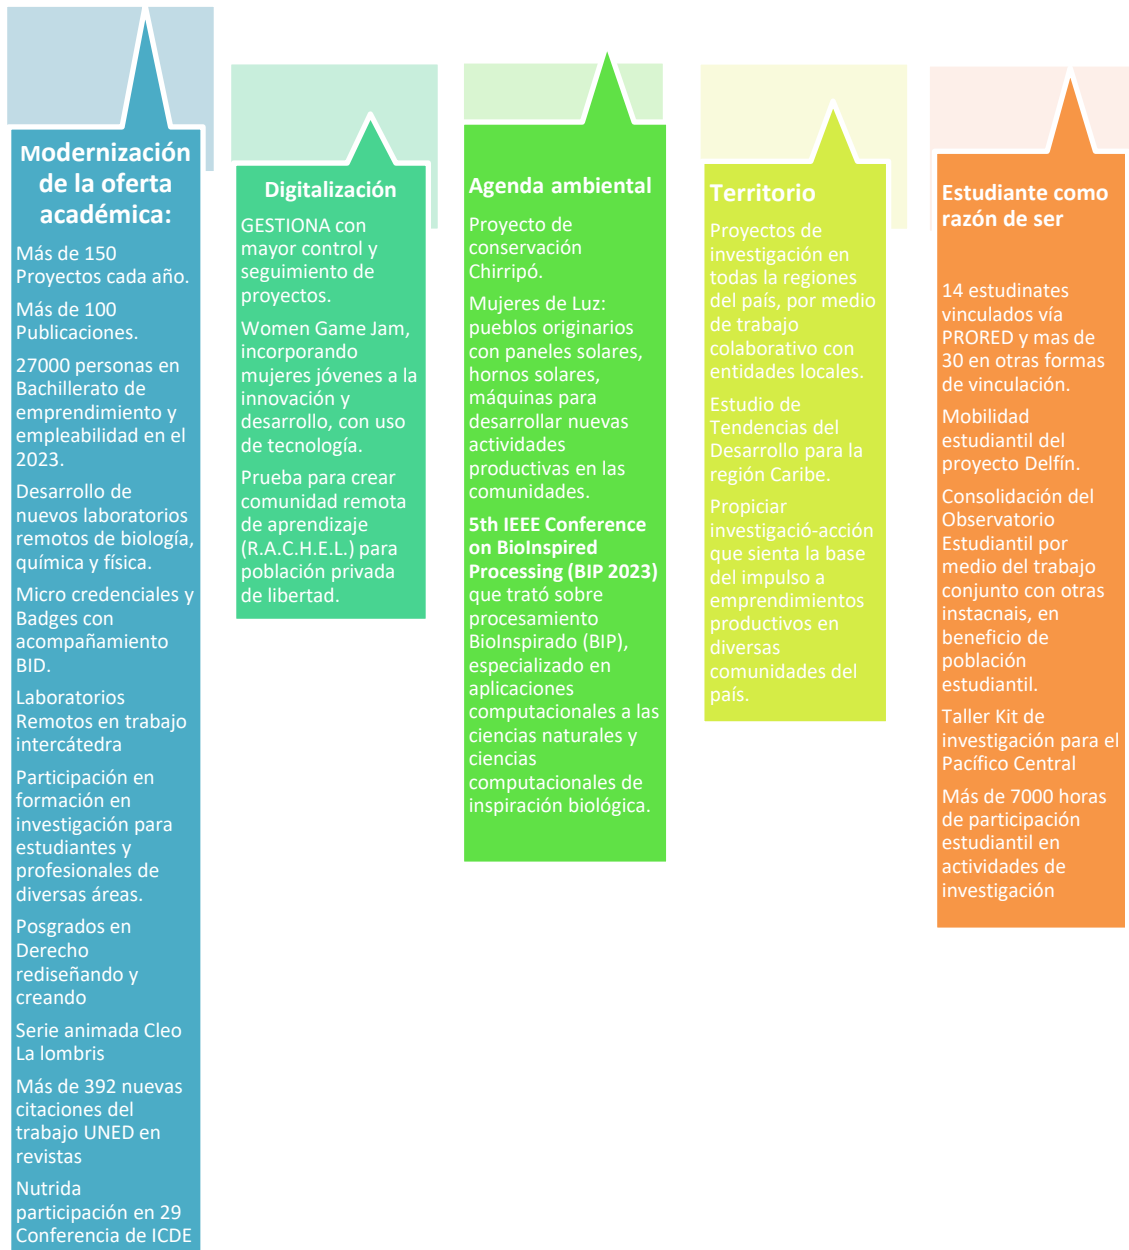 Modernización
de la oferta
académica:
Más de 150
Proyectos cada año.
Más de 100
Publicaciones.
27000 personas en
Bachillerato de
emprendimiento y
empleabilidad en el
2023.
Desarrollo de
nuevos laboratorios
remotos de biología,
química y física.
Micro credenciales y
Badges con
acompañamiento
BID.
Laboratorios
Remotos en trabajo
intercátedra
Participación en
formación en
investigación para
estudiantes y
profesionales de
diversas áreas.
Posgrados en
Derecho
rediseñando y
creando
Serie animada Cleo
La lombris
Más de 392 nuevas
citaciones del
trabajo UNED en
revistas
Nutrida
participación en 29
Conferencia de ICDE
Digitalización
GESTIONA con
mayor control y
seguimiento de
proyectos.
Women Game Jam,
incorporando
mujeres jóvenes a la
innovación y
desarrollo, con uso
de tecnología.
Prueba para crear
comunidad remota
de aprendizaje
(R.A.C.H.E.L.) para
población privada
de libertad.
Agenda ambiental
Proyecto de
conservación
Chirripó.
Mujeres de Luz:
pueblos originarios
con paneles solares,
hornos solares,
máquinas para
desarrollar nuevas
actividades
productivas en las
comunidades.
5th IEEE Conference
on BioInspired
Processing (BIP 2023)
que trató sobre
procesamiento
BioInspirado (BIP),
especializado en
aplicaciones
computacionales a las
ciencias naturales y
ciencias
computacionales de
inspiración biológica.
Territorio
Proyectos de
investigación en
todas la regiones
del país, por medio
de trabajo
colaborativo con
entidades locales.
Estudio de
Tendencias del
Desarrollo para la
región Caribe.
Propiciar
investigació-acción
que sienta la base
del impulso a
emprendimientos
productivos en
diversas
comunidades del
país.
Estudiante como
razón de ser
14 estudinates
vinculados vía
PRORED y mas de
30 en otras formas
de vinculación.
Mobilidad
estudiantil del
proyecto Delfín.
Consolidación del
Observatorio
Estudiantil por
medio del trabajo
conjunto con otras
instacnais, en
beneficio de
población
estudiantil.
Taller Kit de
investigación para el
Pacífico Central
Más de 7000 horas
de participación
estudiantil en
actividades de
investigación